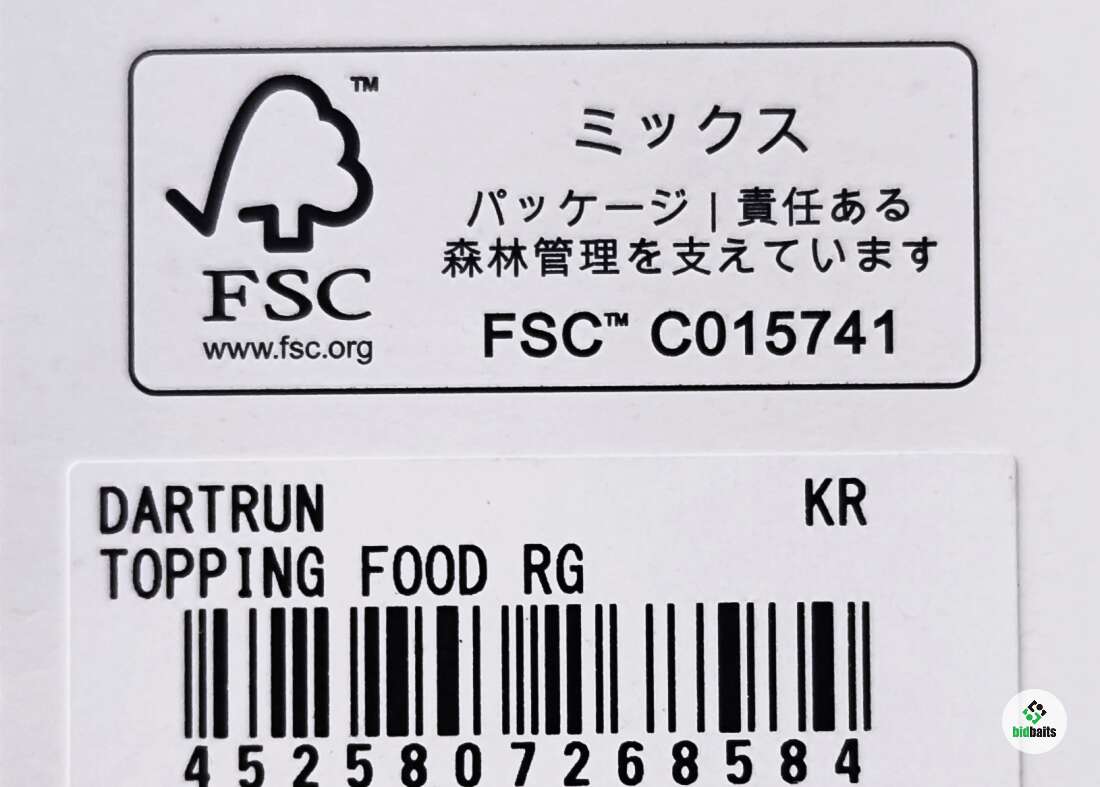 TM
ミックス
パッケージ | 責任ある
森林管理を支えています
FSC™ C015741
FSC
www.fsc.org
DARTRUN KR
TOPPING FOOD RG
4525807268584
bidbaits